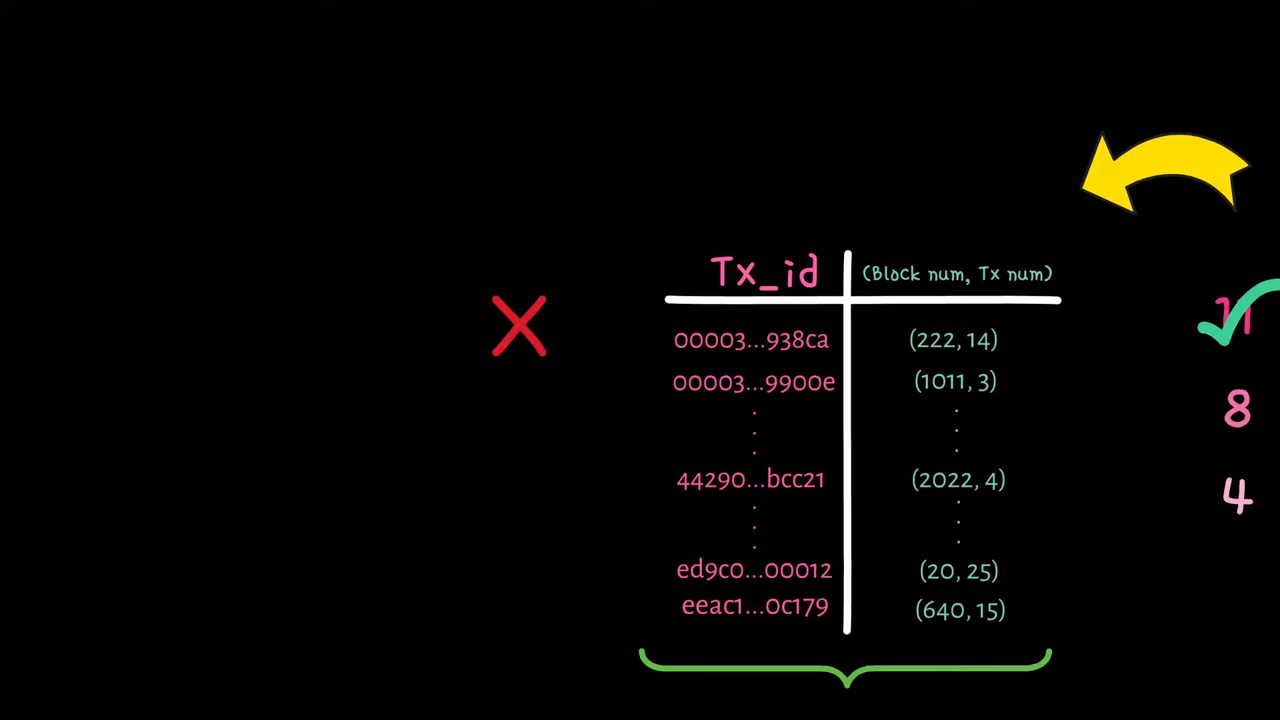 Tx_id (Block num, Tx num)
00003...938ca (222, 14)
00003...9900e (1011, 3)
44290...bcc21 (2022, 4)
ed9c0...00012 (20, 25)
eeac1...0c179 (640, 15)
8
4